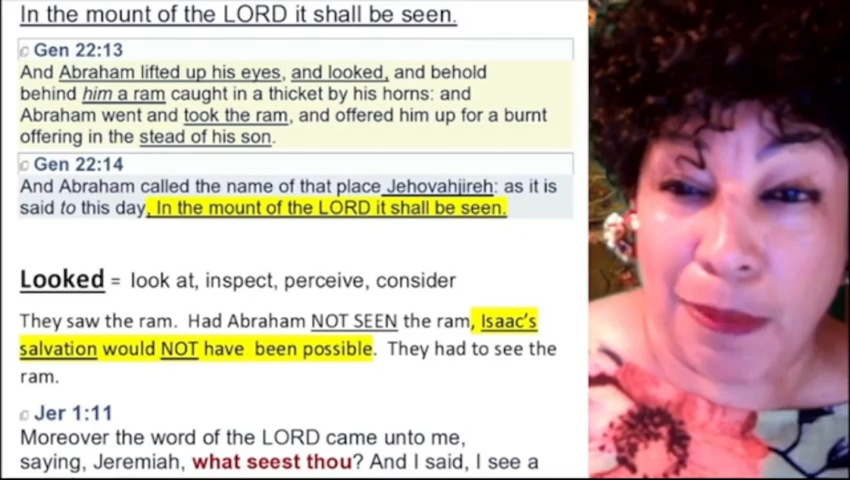 In the mount of the LORD it shall be seen.
Gen 22:13
And Abraham lifted up his eyes, and looked, and behold
behind him a ram caught in a thicket by his horns: and
Abraham went and took the ram, and offered him up for a burnt
offering in the stead of his son.
Gen 22:14
And Abraham called the name of that place Jehovahjireh: as it is
said to this day, In the mount of the LORD it shall be seen.
Looked = look at, inspect, perceive, consider
They saw the ram. Had Abraham NOT SEEN the ram, Isaac's
salvation would NOT have been possible. They had to see the
ram.
Jer 1:11
Moreover the word of the LORD came unto me,
saying, Jeremiah, what seest thou? And I said, I see a